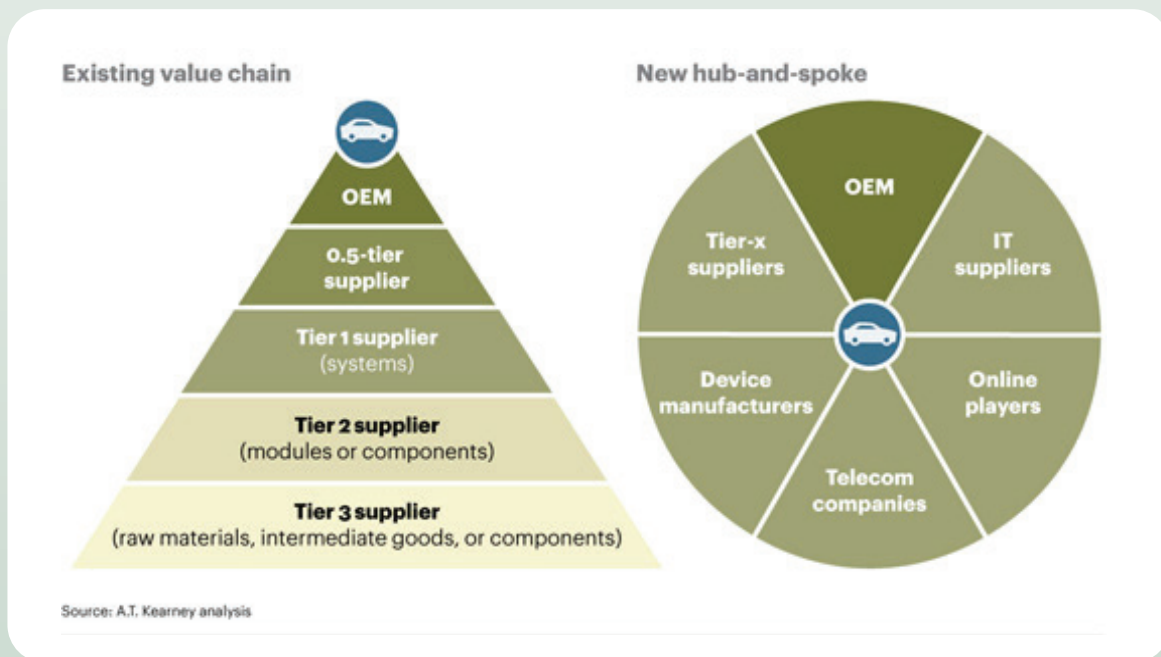 Existing value chain
OEM
0.5-tier
supplier
Tier 1 supplier
(systems)
Tier 2 supplier
(modules or components)
Tier 3 supplier
(raw materials, intermediate goods, or components)
New hub-and-spoke
OEM
IT
suppliers
Online
players
Telecom
companies
Device
manufacturers
Tier-x
suppliers
Source: A.T. Kearney analysis